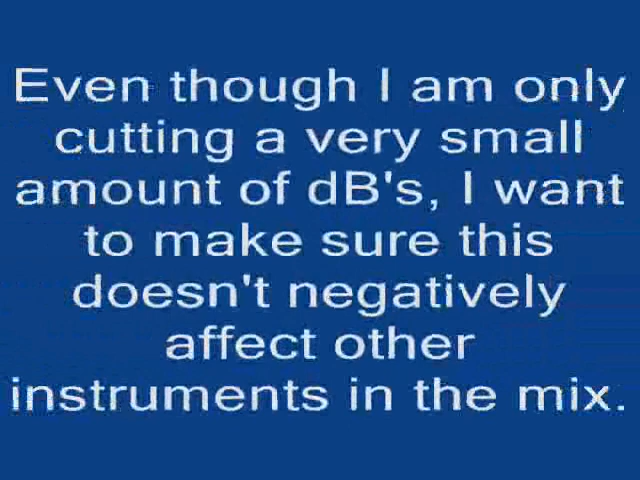 Even though I am only
cutting a very small
amount of dB's, I want
to make sure this
doesn't negatively
affect other
instruments in the mix.